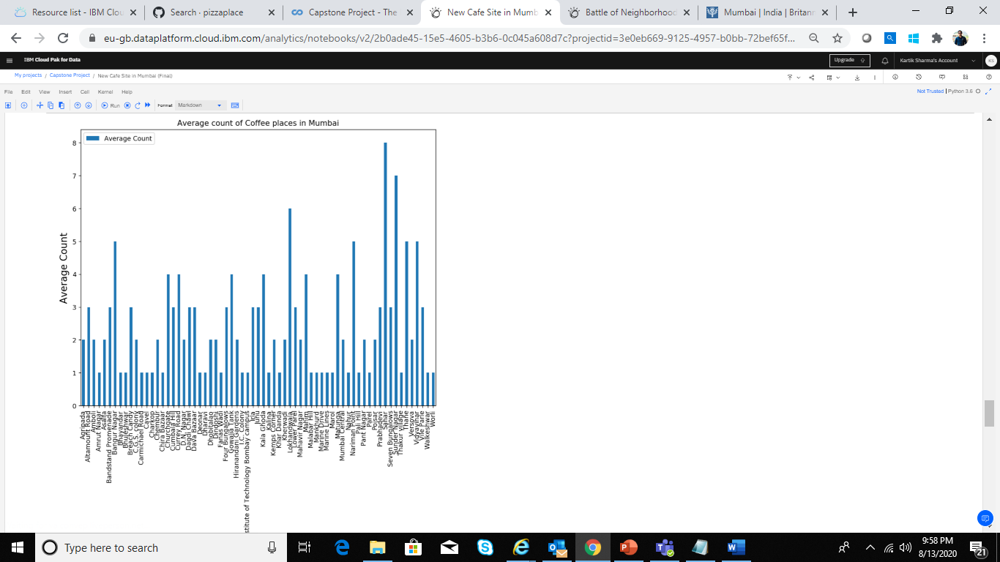 Resource list - IBM Clou
Search · pizzaplace
Capstone Project - The
New Cafe Site in Mumb
Battle of Neighborhood
Mumbai | India | Britann
eu-gb.dataplatform.cloud.ibm.com/analytics/notebooks/v2/2b0ade45-15e5-4605-b3b6-0c045a608d7c?projectid=3e0eb669-9125-4957-b0bb-72bef65f...
IBM Cloud Pak for Data
Upgrade
Kartik Sharma's Account
KS
My projects / Capstone Project / New Cafe Site in Mumbai (Final)
File Edit View Insert Cell Kernel Help
Not Trusted | Python 3.6
Run
Format
Markdown
Average count of Coffee places in Mumbai
Average Count
8
7
6
5
4
3
2
1
0
Average Count
Agripada
Altamount Road
Amboli
Amrut Nagar
Asalfa
Bandstand Promenade
Bangur Nagar
Bhayandar
Bhuleshwar
Breach Candy
C.G.S. colony
Carmichael Road
Cavel
Charkop
Chembur
Chira Bazaar
Churchgate
Cumbala Hill
Currey Road
D.N. Nagar
Dagdi Chawl
Dava Bazaar
Deonar
Dharavi
Dhobitalao
Dindoshi
Fanas Wadi
Four Bungalows
Gowalia Tank
Hiranandani Gardens
I.C. Colony
stitute of Technology Bombay campus
Irla
Juhu
Kala Ghoda
Kalina
Kemps Corner
Khar Danda
Kherwadi
Lokhandwala
Lower Parel
Mahavir Nagar
Mahim
Malabar Hill
Mankhurd
Marine Drive
Marine Lines
Marol
Matunga
Mumbai Central
Nahur
Nariman Point
Pali Hill
Pant Nagar
Parel
Poisar
Prabhadevi
Sahar
Seven Bungalows
Sunder Nagar
Thakur Village
Thane
Versova
Vidyavihar
Vile Parle
Walkeshwar
Worli
Type here to search
9:58 PM
8/13/2020
21